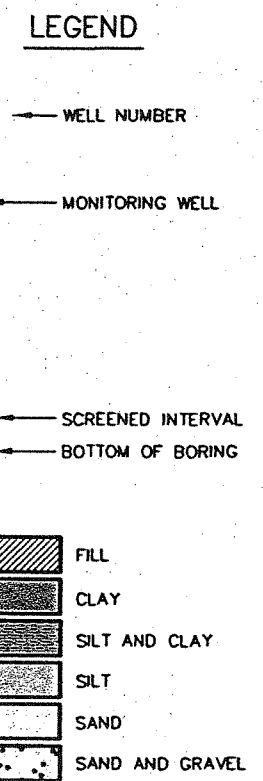 LEGEND
WELL NUMBER
MONITORING WELL
SCREENED INTERVAL
BOTTOM OF BORING
FILL
CLAY
SILT AND CLAY
SILT
SAND
SAND AND GRAVEL